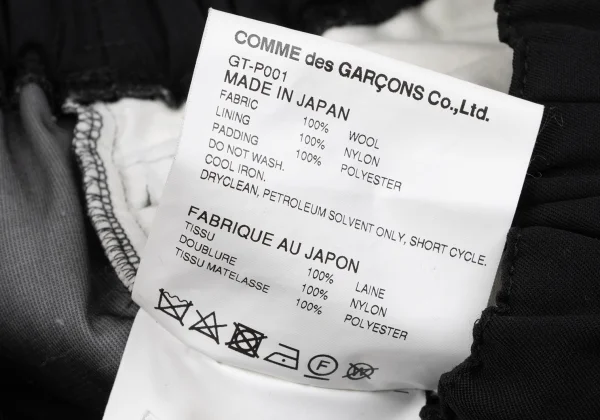 COMME des GARÇONS Co.,Ltd.
GT-P001
MADE IN JAPAN
FABRIC 100% WOOL
LINING 100% NYLON
PADDING 100% POLYESTER
DO NOT WASH.
COOL IRON.
DRYCLEAN, PETROLEUM SOLVENT ONLY, SHORT CYCLE.
FABRIQUE AU JAPON
TISSU 100% LAINE
DOUBLURE 100% NYLON
TISSU MATELASSE 100% POLYESTER
F